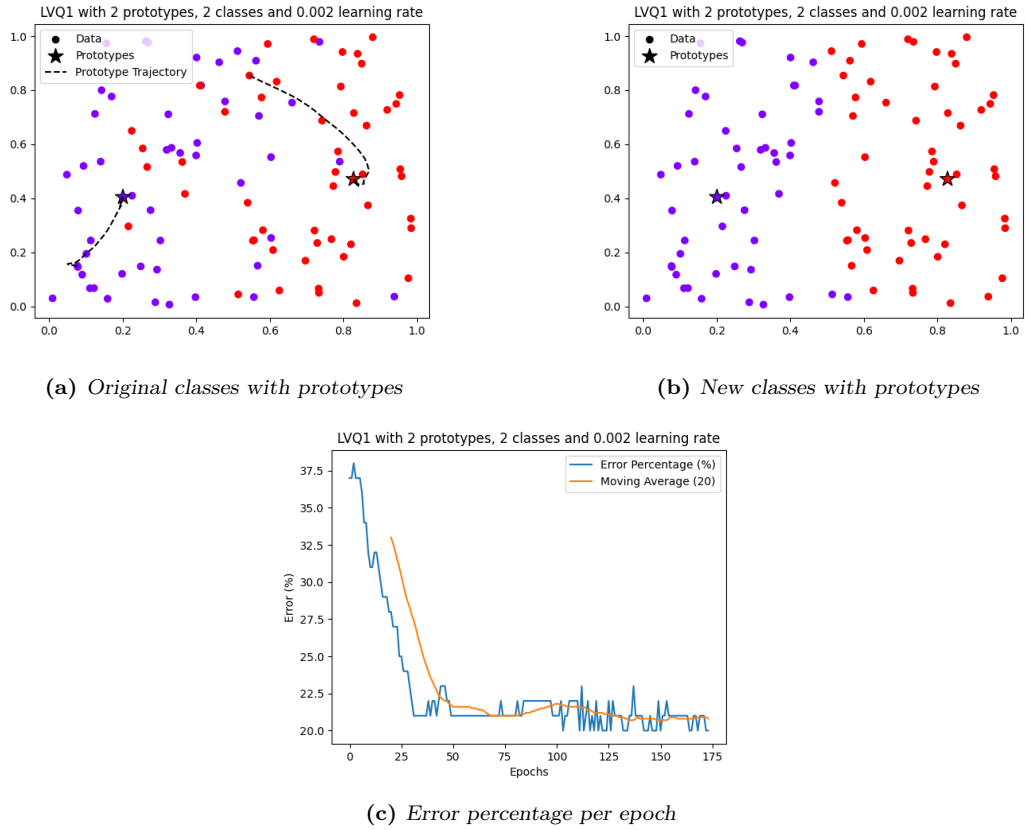 LVQ1 with 2 prototypes, 2 classes and 0.002 learning rate
1.0
0.8
0.6
0.4
0.2
0.0
Data
Prototypes
Prototype Trajectory
0.0 0.2 0.4 0.6 0.8 1.0
(a) Original classes with prototypes
LVQ1 with 2 prototypes, 2 classes and 0.002 learning rate
1.0
0.8
0.6
0.4
0.2
0.0
Data
Prototypes
0.0 0.2 0.4 0.6 0.8 1.0
(b) New classes with prototypes
LVQ1 with 2 prototypes, 2 classes and 0.002 learning rate
Error (%)
37.5
35.0
32.5
30.0
27.5
25.0
22.5
20.0
Error Percentage (%)
Moving Average (20)
0 25 50 75 100 125 150 175
Epochs
(c) Error percentage per epoch